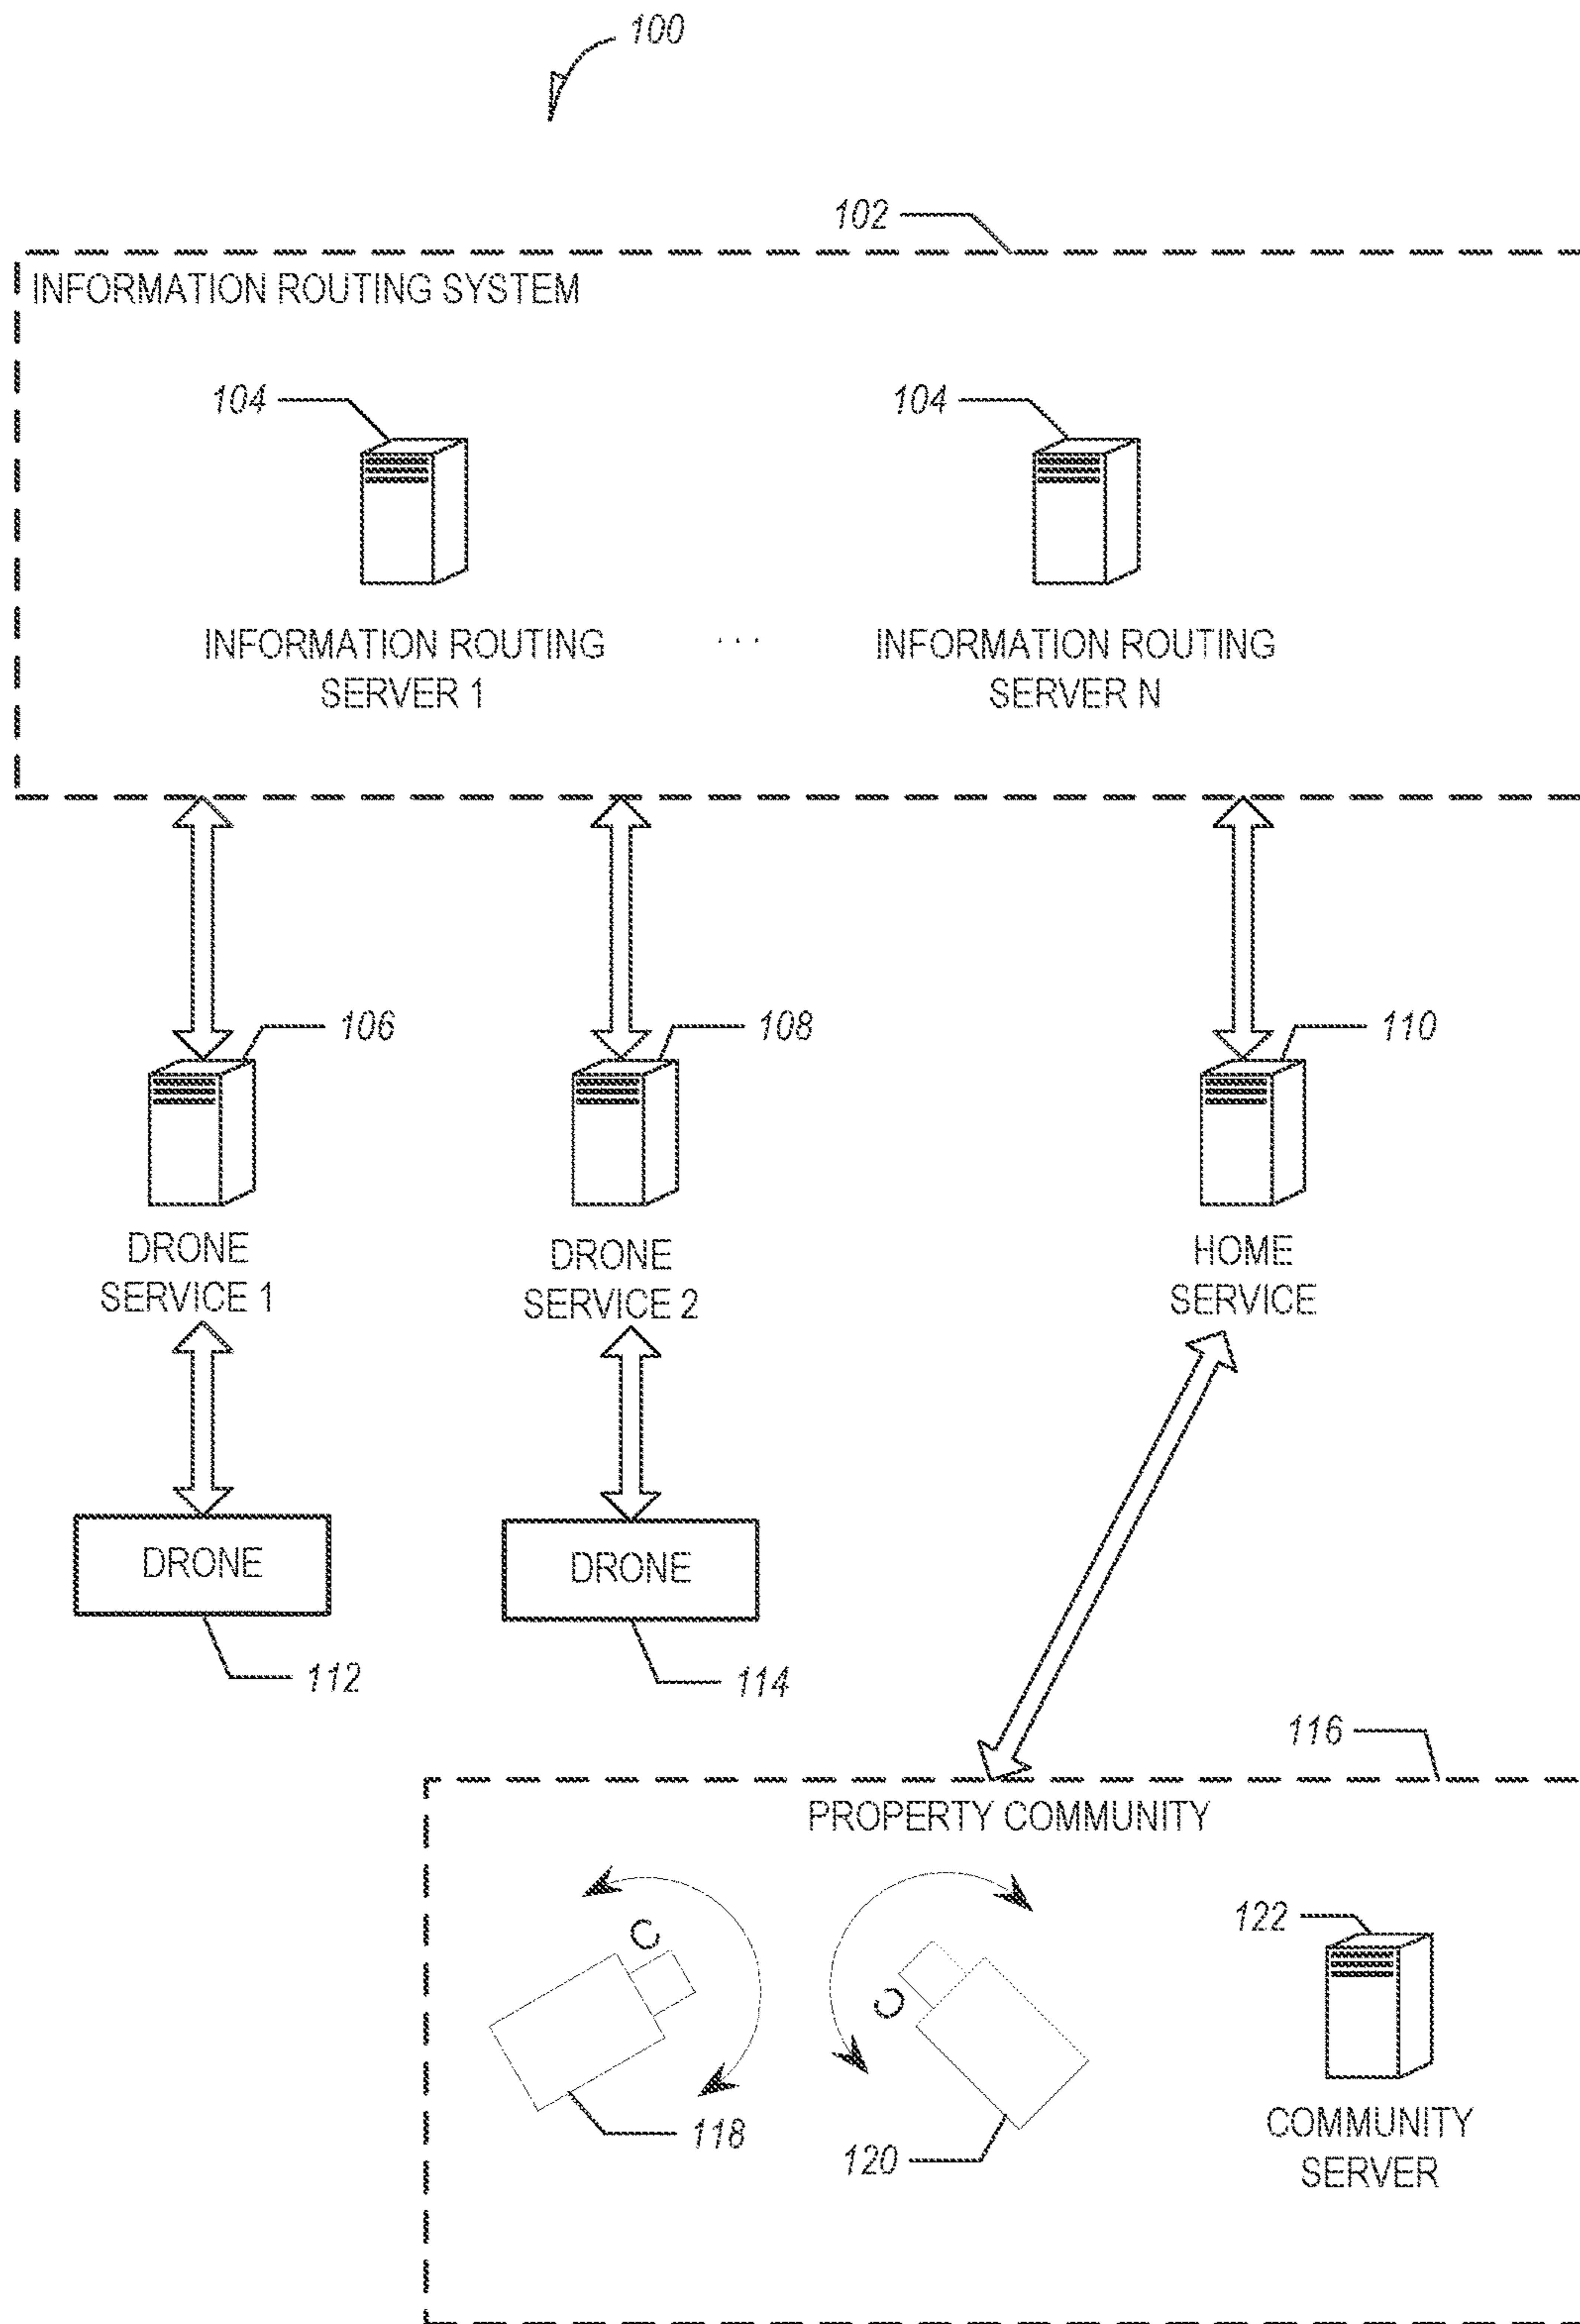 100
102
INFORMATION ROUTING SYSTEM
104
104
INFORMATION ROUTING
SERVER 1
. . .
INFORMATION ROUTING
SERVER N
106
108
110
DRONE
SERVICE 1
DRONE
SERVICE 2
HOME
SERVICE
DRONE
DRONE
112
114
116
PROPERTY COMMUNITY
122
118
120
COMMUNITY
SERVER